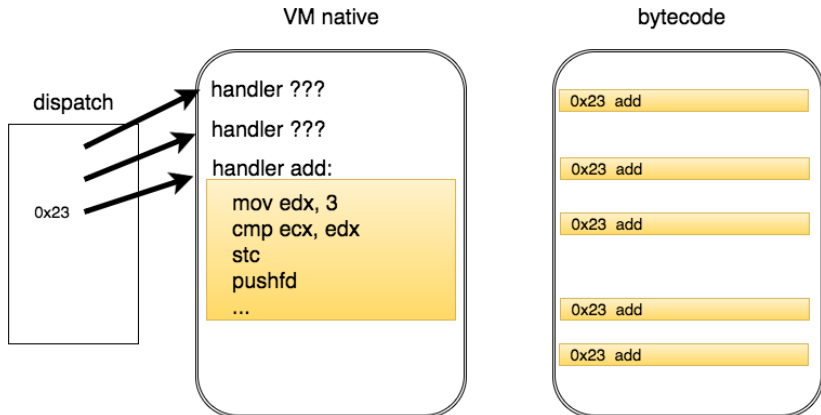 VM native
bytecode
dispatch
0x23
handler ???
handler ???
handler add:
mov edx, 3
cmp ecx, edx
stc
pushfd
...
0x23 add
0x23 add
0x23 add
0x23 add
0x23 add